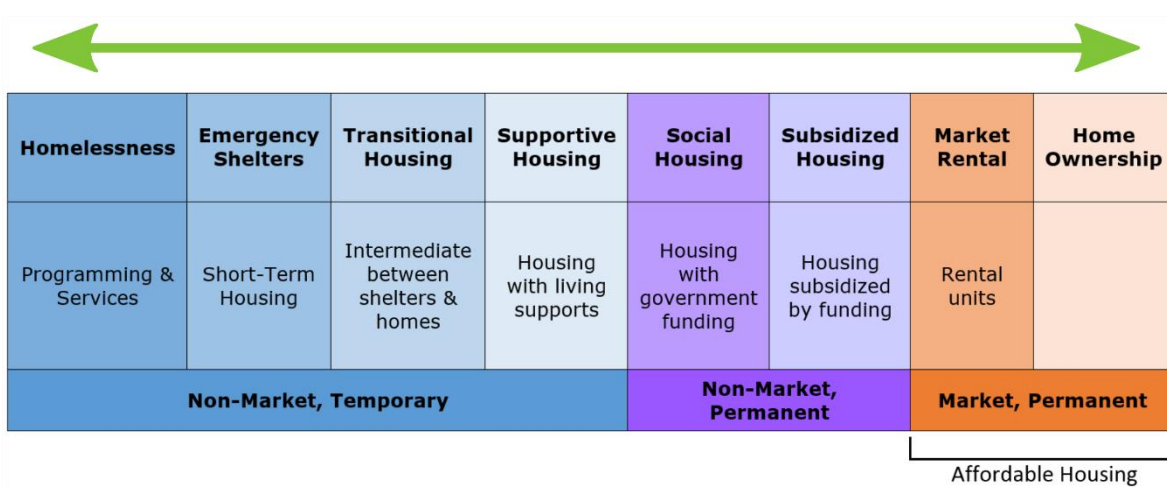 Homelessness
Emergency
Shelters
Transitional
Housing
Supportive
Housing
Social
Housing
Subsidized
Housing
Market
Rental
Home
Ownership
Programming &
Services
Short-Term
Housing
Intermediate
between
shelters &
homes
Housing
with living
supports
Housing
with
government
funding
Housing
subsidized
by funding
Rental
units
Non-Market, Temporary
Non-Market,
Permanent
Market, Permanent
Affordable Housing